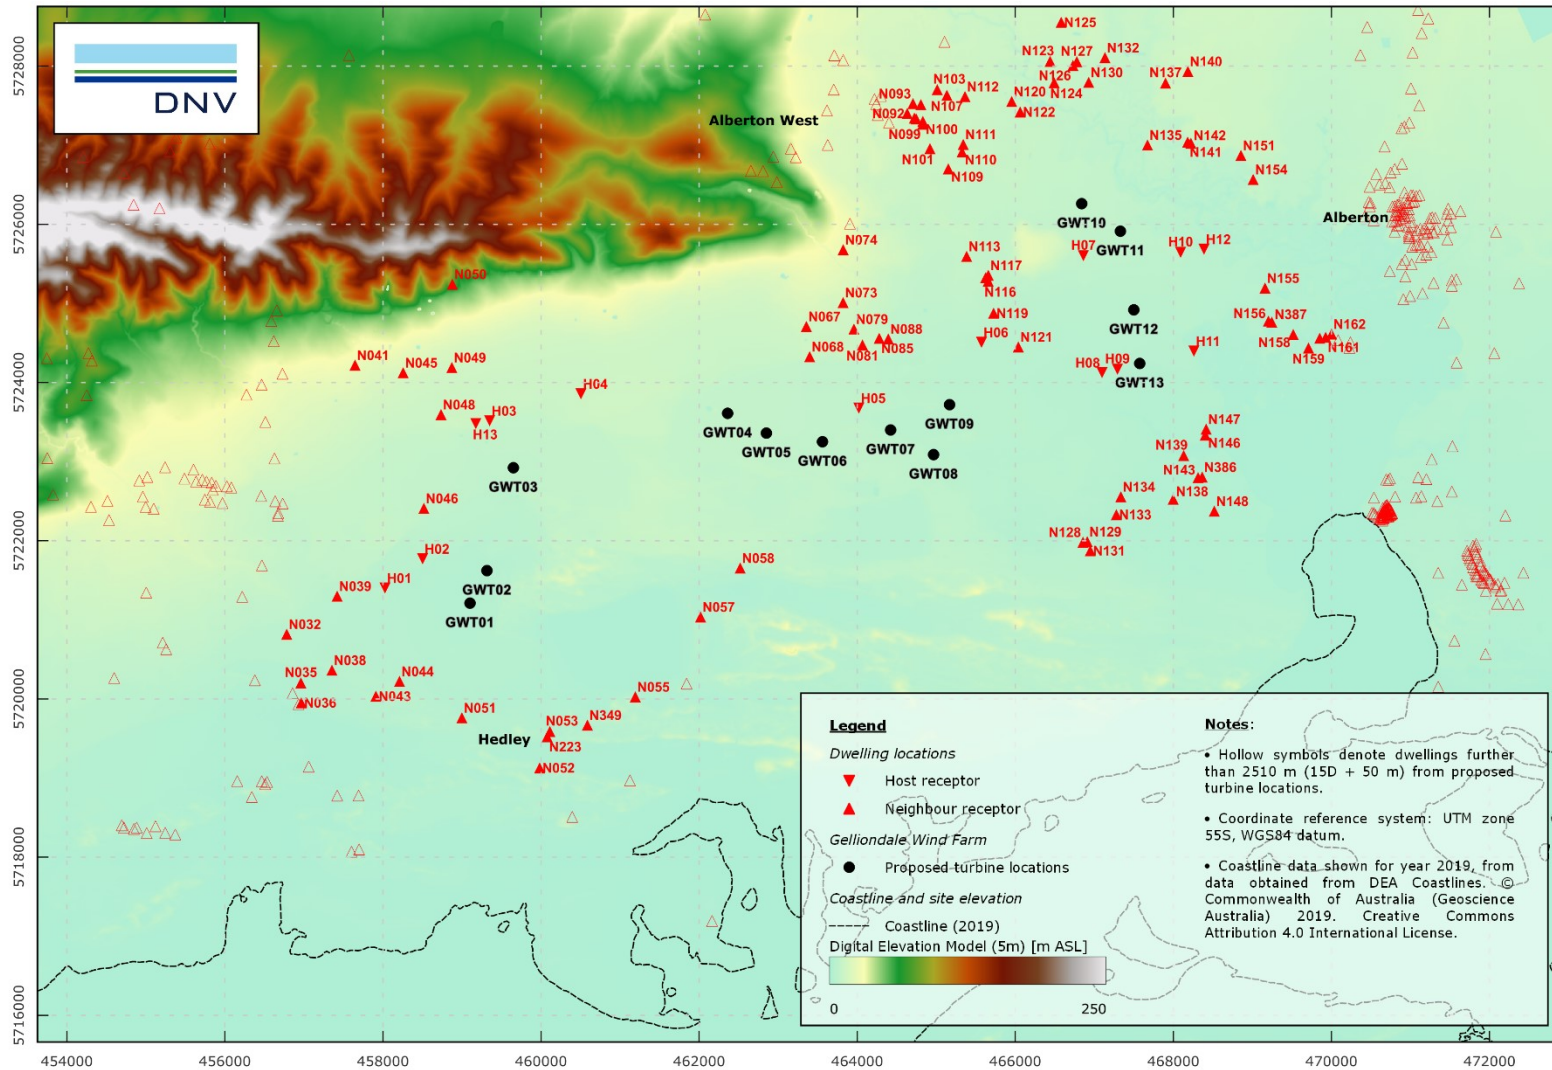 DNV
Alberton West
Alberton
Hedley
N125
N123
N127
N132
N126
N124
N130
N137
N140
N103
N112
N093
N107
N120
N122
N092
N099
N100
N111
N101
N110
N109
N135
N142
N141
N151
N154
GWT10
GWT11
H07
H10
H12
N074
N113
N117
N116
N119
N155
N050
N073
N067
N079
N088
N068
N081
N085
H06
N121
GWT12
N156
N387
N162
N158
N161
N159
H11
H08
H09
GWT13
N041
N045
N049
H04
N048
H03
H13
H05
GWT03
GWT04
GWT05
GWT06
GWT07
GWT09
GWT08
N147
N146
N139
N143
N386
N134
N138
N148
N133
N128
N129
N131
N046
H02
N039
H01
GWT02
GWT01
N058
N057
N032
N038
N035
N044
N036
N043
N051
N055
N053
N349
N223
N052
5728000
5726000
5724000
5722000
5720000
5718000
5716000
454000
456000
458000
460000
462000
464000
466000
468000
470000
472000
Legend
Dwelling locations
Host receptor
Neighbour receptor
Gelliondale Wind Farm
Proposed turbine locations
Coastline and site elevation
Coastline (2019)
Digital Elevation Model (5m) [m ASL]
0
250
Notes:
• Hollow symbols denote dwellings further
than 2510 m (15D + 50 m) from proposed
turbine locations.
• Coordinate reference system: UTM zone
55S, WGS84 datum.
• Coastline data shown for year 2019, from
data obtained from DEA Coastlines. ©
Commonwealth of Australia (Geoscience
Australia) 2019. Creative Commons
Attribution 4.0 International License.